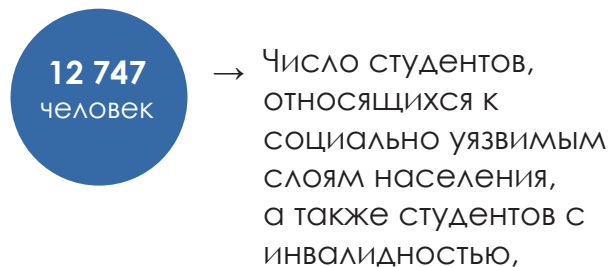 12 747
человек
→ Число студентов,
относящихся к
социально уязвимым
слоям населения,
а также студентов с
инвалидностью,